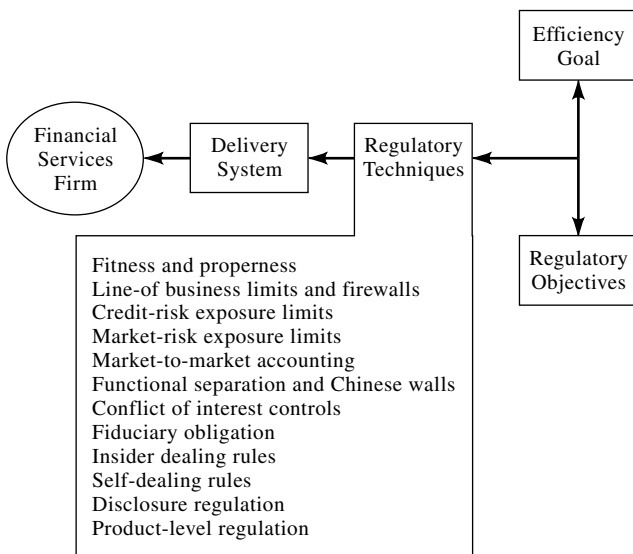 Efficiency
Goal
Financial
Services
Firm
Delivery
System
Regulatory
Techniques
Regulatory
Objectives
Fitness and properness
Line-of business limits and firewalls
Credit-risk exposure limits
Market-risk exposure limits
Market-to-market accounting
Functional separation and Chinese walls
Conflict of interest controls
Fiduciary obligation
Insider dealing rules
Self-dealing rules
Disclosure regulation
Product-level regulation